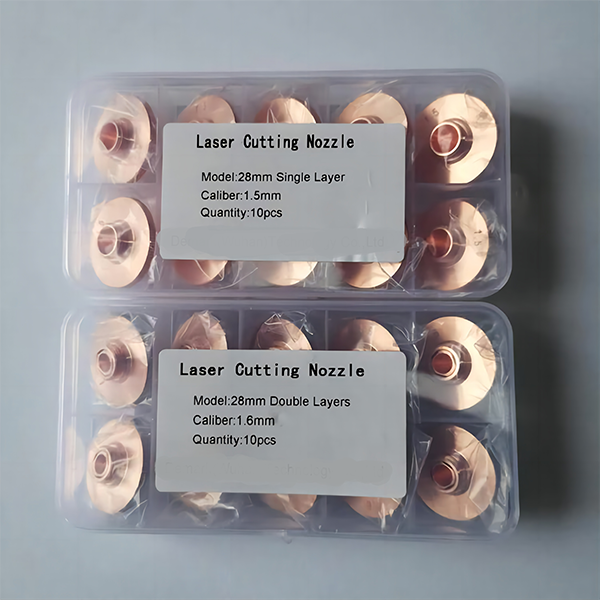 Laser Cutting Nozzle
Model:28mm Single Layer
Caliber:1.5mm
Quantity:10pcs
Laser Cutting Nozzle
Model:28mm Double Layers
Caliber:1.6mm
Quantity:10pcs